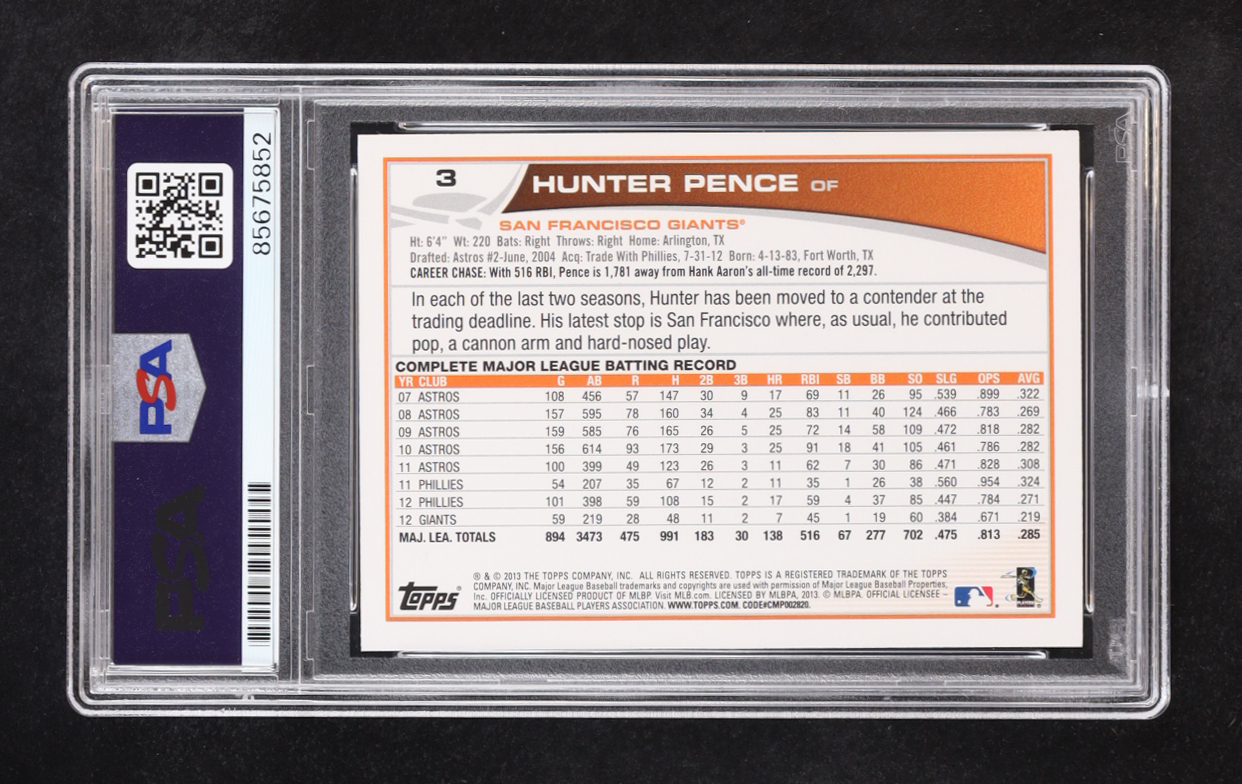 85675852
PSA
PSA
3
HUNTER PENCE OF
SAN FRANCISCO GIANTS®
Ht: 6'4" Wt: 220 Bats: Right Throws: Right Home: Arlington, TX
Drafted: Astros #2-June, 2004 Acq: Trade With Phillies, 7-31-12 Born: 4-13-83, Fort Worth, TX
CAREER CHASE: With 516 RBI, Pence is 1,781 away from Hank Aaron's all-time record of 2,297.
In each of the last two seasons, Hunter has been moved to a contender at the
trading deadline. His latest stop is San Francisco where, as usual, he contributed
pop, a cannon arm and hard-nosed play.
COMPLETE MAJOR LEAGUE BATTING RECORD
YR CLUB G AB R H 2B 3B HR RBI SB BB SO SLG OPS AVG
07 ASTROS 108 456 57 147 30 9 17 69 11 26 95 .539 .899 .322
08 ASTROS 157 595 78 160 34 4 25 83 11 40 124 .466 .783 .269
09 ASTROS 159 585 76 165 26 5 25 72 14 58 109 .472 .818 .282
10 ASTROS 156 614 93 173 29 3 25 91 18 41 105 .461 .786 .282
11 ASTROS 100 399 49 123 26 3 11 62 7 30 86 .471 .828 .308
11 PHILLIES 54 207 35 67 12 2 11 35 1 26 38 .560 .954 .324
12 PHILLIES 101 398 59 108 15 2 17 59 4 37 85 .447 .784 .271
12 GIANTS 59 219 28 48 11 2 7 45 1 19 60 .384 .671 .219
MAJ. LEA. TOTALS 894 3473 475 991 183 30 138 516 67 277 702 .475 .813 .285
Topps®
® & © 2013 THE TOPPS COMPANY, INC. ALL RIGHTS RESERVED. TOPPS IS A REGISTERED TRADEMARK OF THE TOPPS
COMPANY, INC. Major League Baseball trademarks and copyrights are used with permission of Major League Baseball Properties,
Inc. OFFICIALLY LICENSED PRODUCT OF MLBP. Visit MLB.com. LICENSED BY MLBPA, 2013. © MLBPA. OFFICIAL LICENSEE –
MAJOR LEAGUE BASEBALL PLAYERS ASSOCIATION. WWW.TOPPS.COM. CODE#CMP002820.
PSA